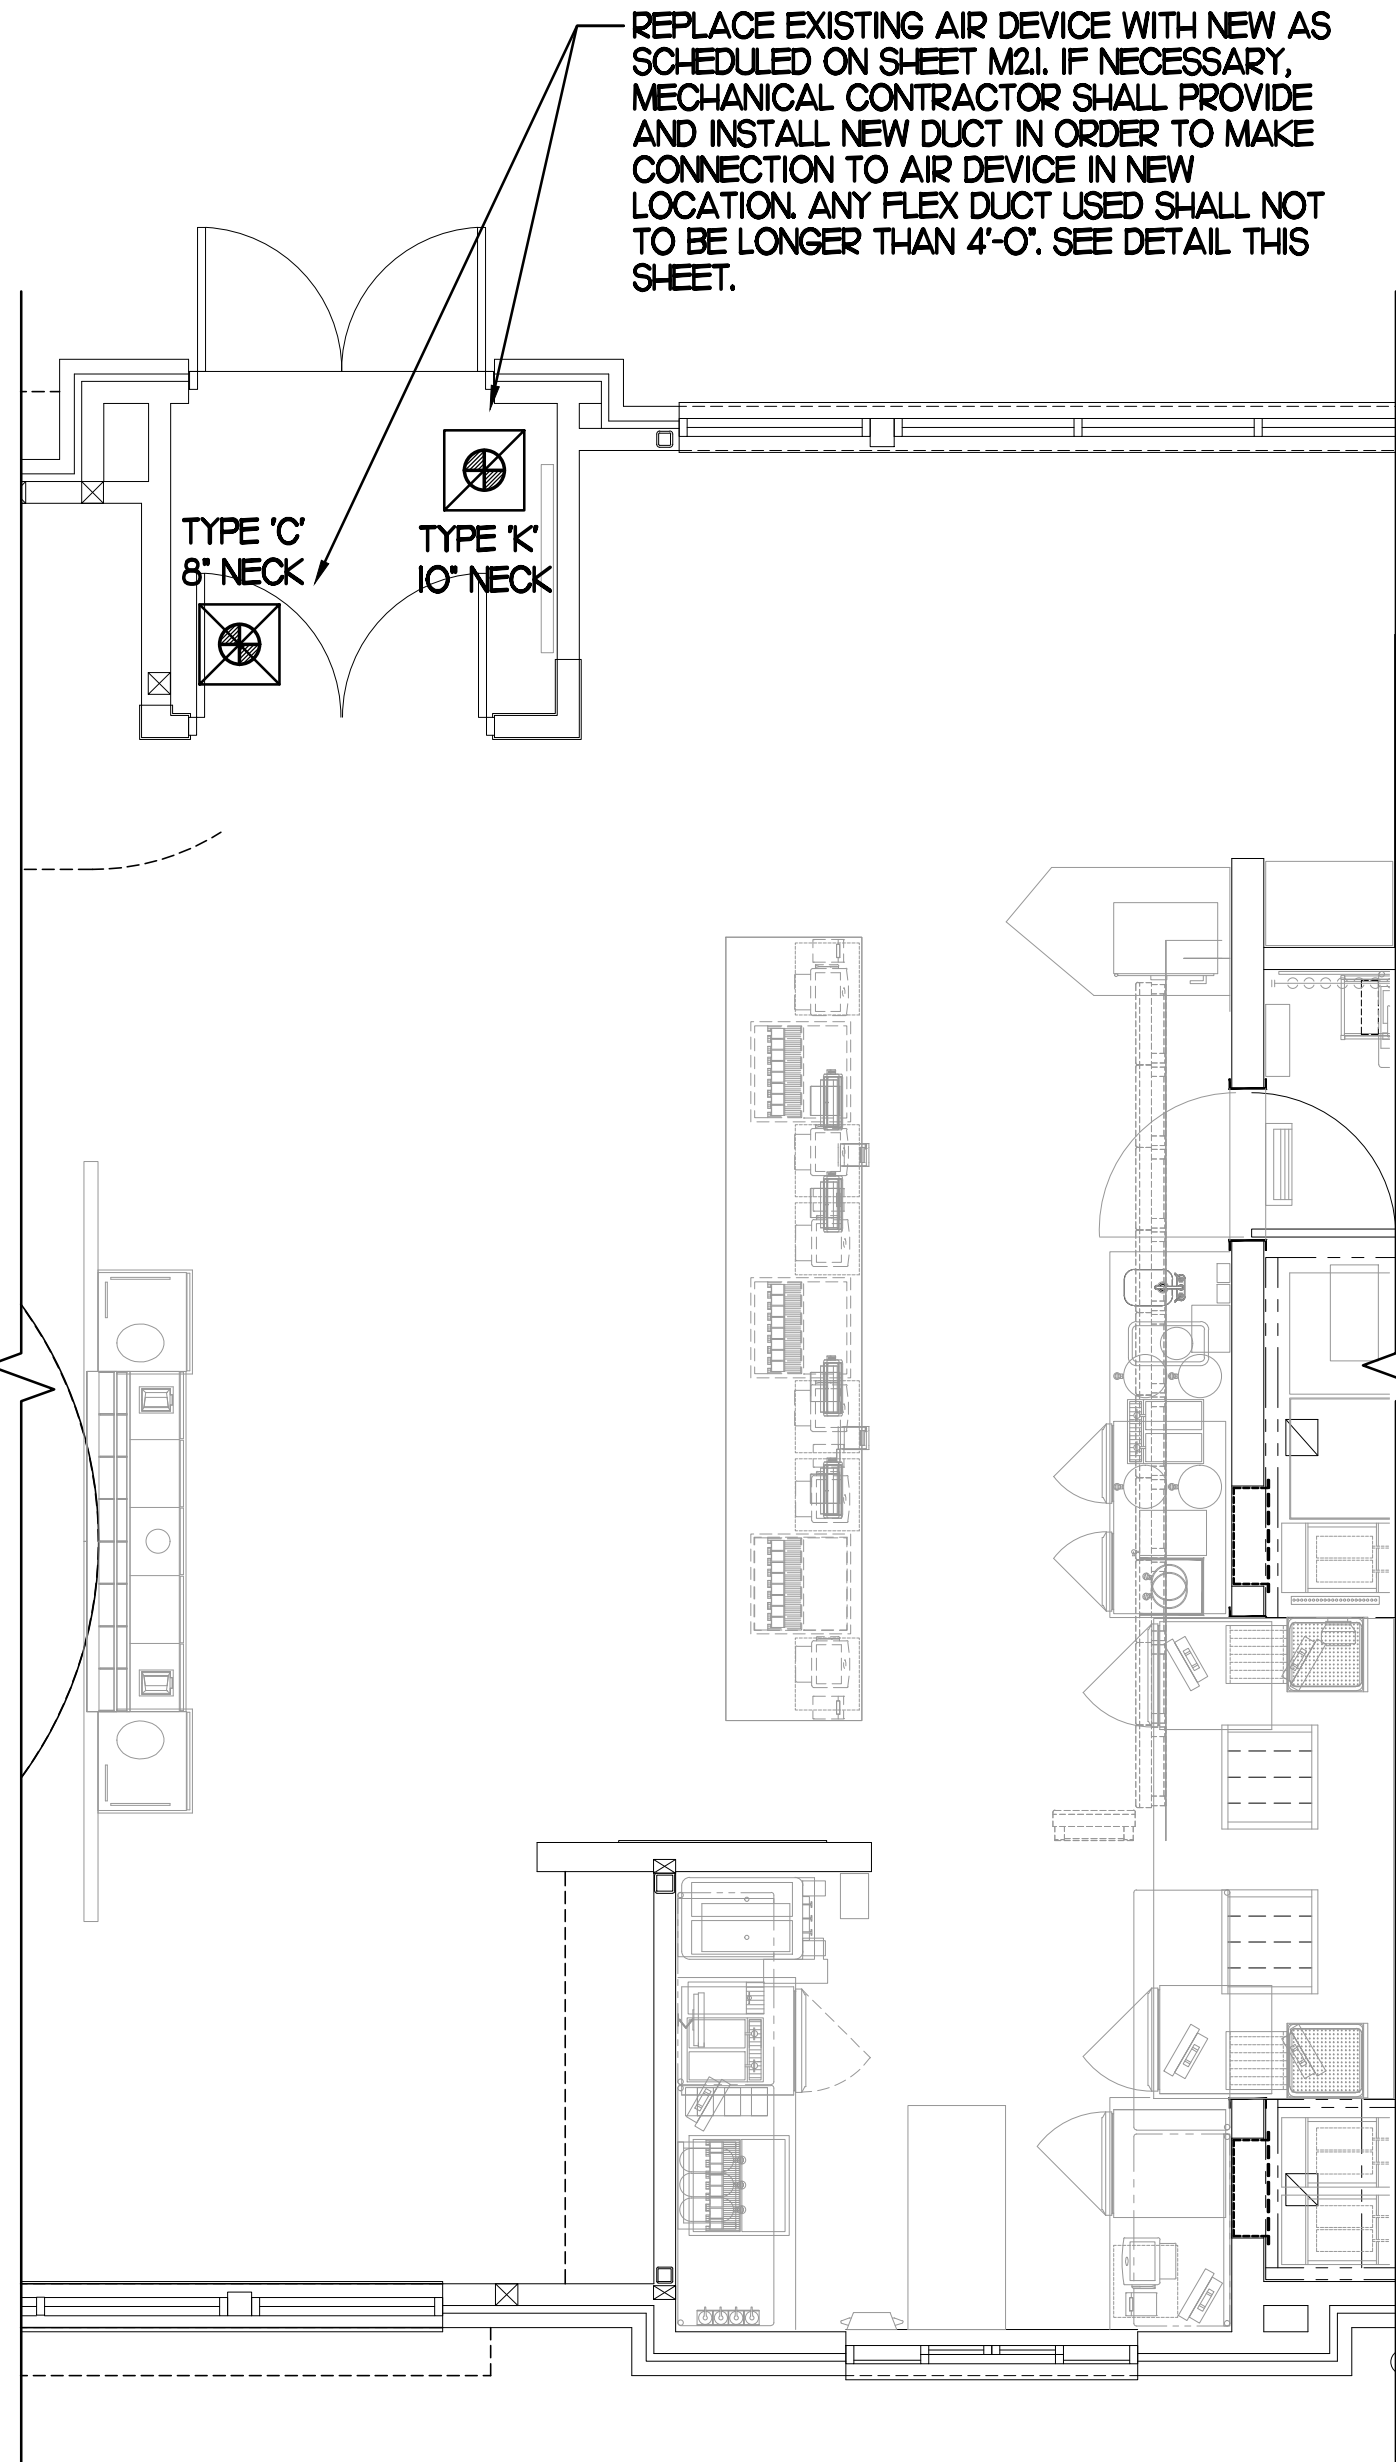 REPLACE EXISTING AIR DEVICE WITH NEW AS
SCHEDULED ON SHEET M2.1. IF NECESSARY,
MECHANICAL CONTRACTOR SHALL PROVIDE
AND INSTALL NEW DUCT IN ORDER TO MAKE
CONNECTION TO AIR DEVICE IN NEW
LOCATION. ANY FLEX DUCT USED SHALL NOT
TO BE LONGER THAN 4'-0". SEE DETAIL THIS
SHEET.
TYPE 'C'
8" NECK
TYPE 'K'
10" NECK